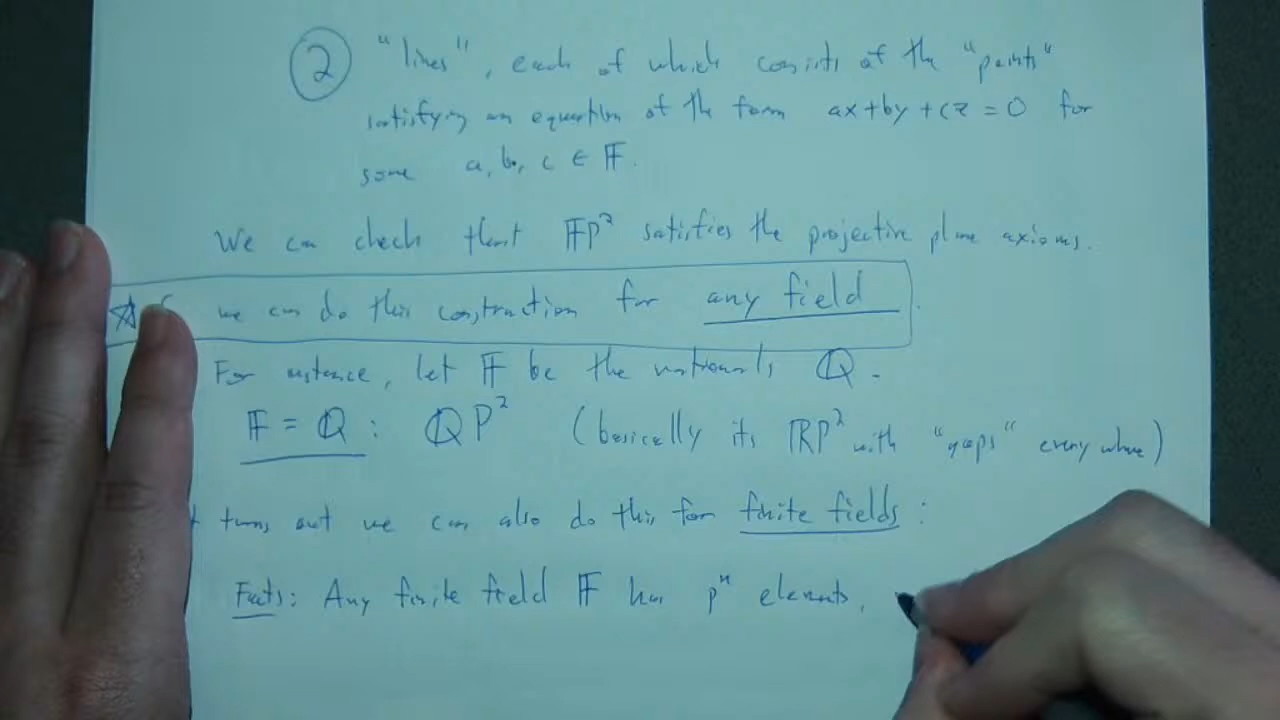 ② "lines", each of which consists of the "points"
satisfying an equation of the form ax+by+cz=0 for
some a, b, c ∈ 𝔽.
We can check that 𝔽P² satisfies the projective plane axioms.
☆ we can do this construction for any field.
For instance, let 𝔽 be the rationals ℚ.
𝔽 = ℚ: ℚP² (basically its ℝP² with "gaps" everywhere)
turns out we can also do this for finite fields:
Facts: Any finite field 𝔽 has pⁿ elements,